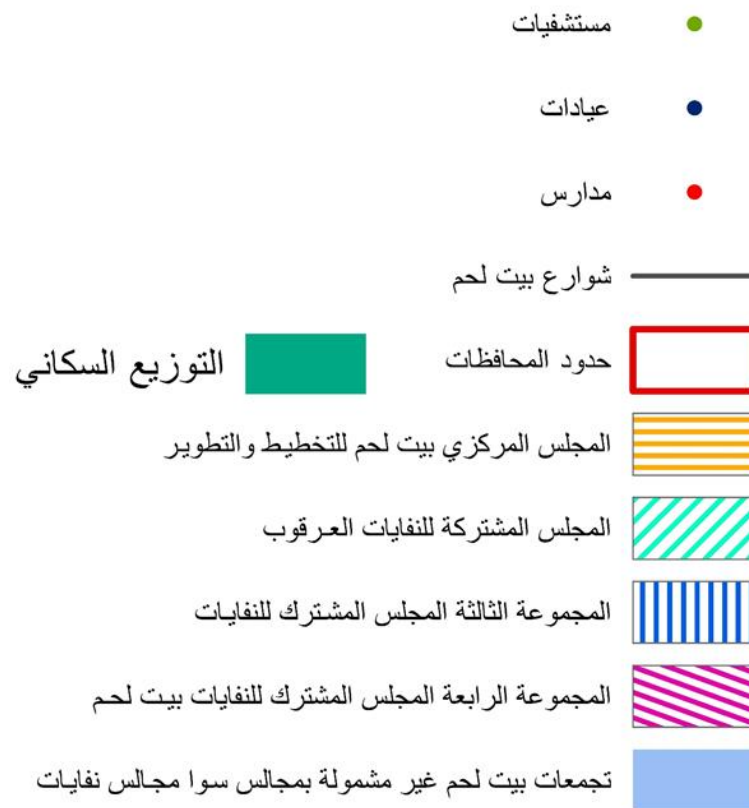 مستشفيات
عيادات
مدارس
شوارع بيت لحم
حدود المحافظات
التوزيع السكاني
المجلس المركزي بيت لحم للتخطيط والتطوير
المجلس المشتركة للنفايات العرقوب
المجموعة الثالثة المجلس المشترك للنفايات
المجموعة الرابعة المجلس المشترك للنفايات بيت لحم
تجمعات بيت لحم غير مشمولة بمجالس سوا مجالس نفايات